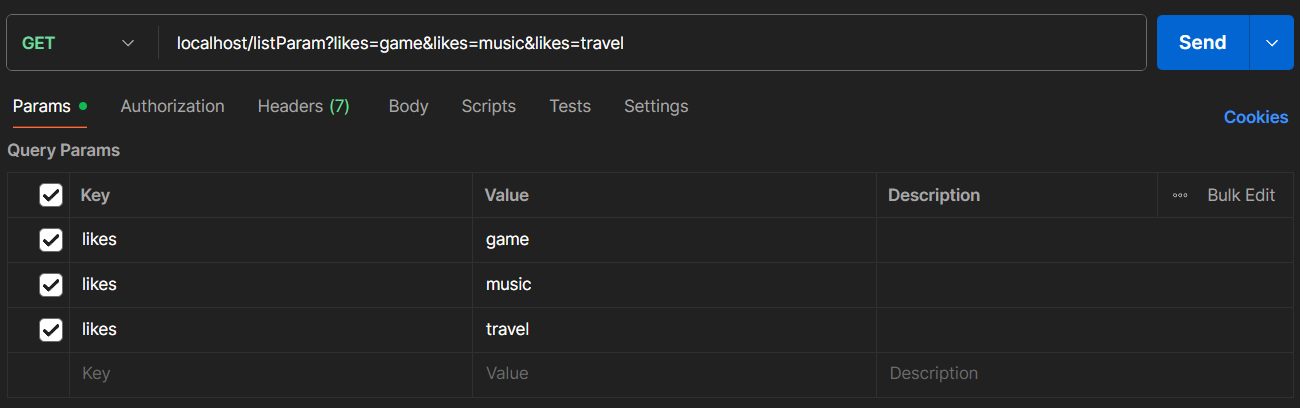 GET localhost/listParam?likes=game&likes=music&likes=travel Send
Params Authorization Headers (7) Body Scripts Tests Settings
Cookies
Query Params
Key Value Description Bulk Edit
likes game
likes music
likes travel
Key Value Description